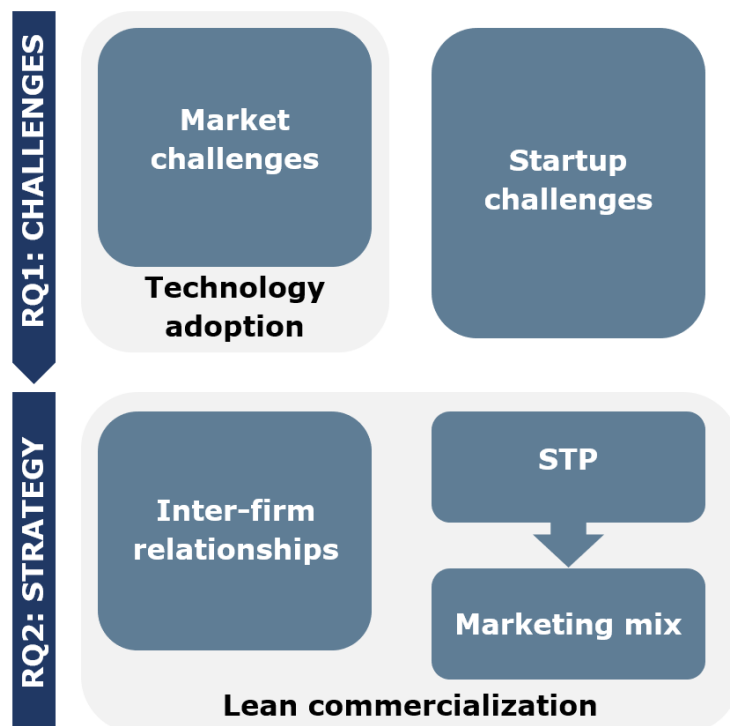 RQ1: CHALLENGES
Market
challenges
Technology
adoption
Startup
challenges
RQ2: STRATEGY
Inter-firm
relationships
STP
Marketing mix
Lean commercialization